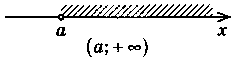 a x
(a; + ∞)